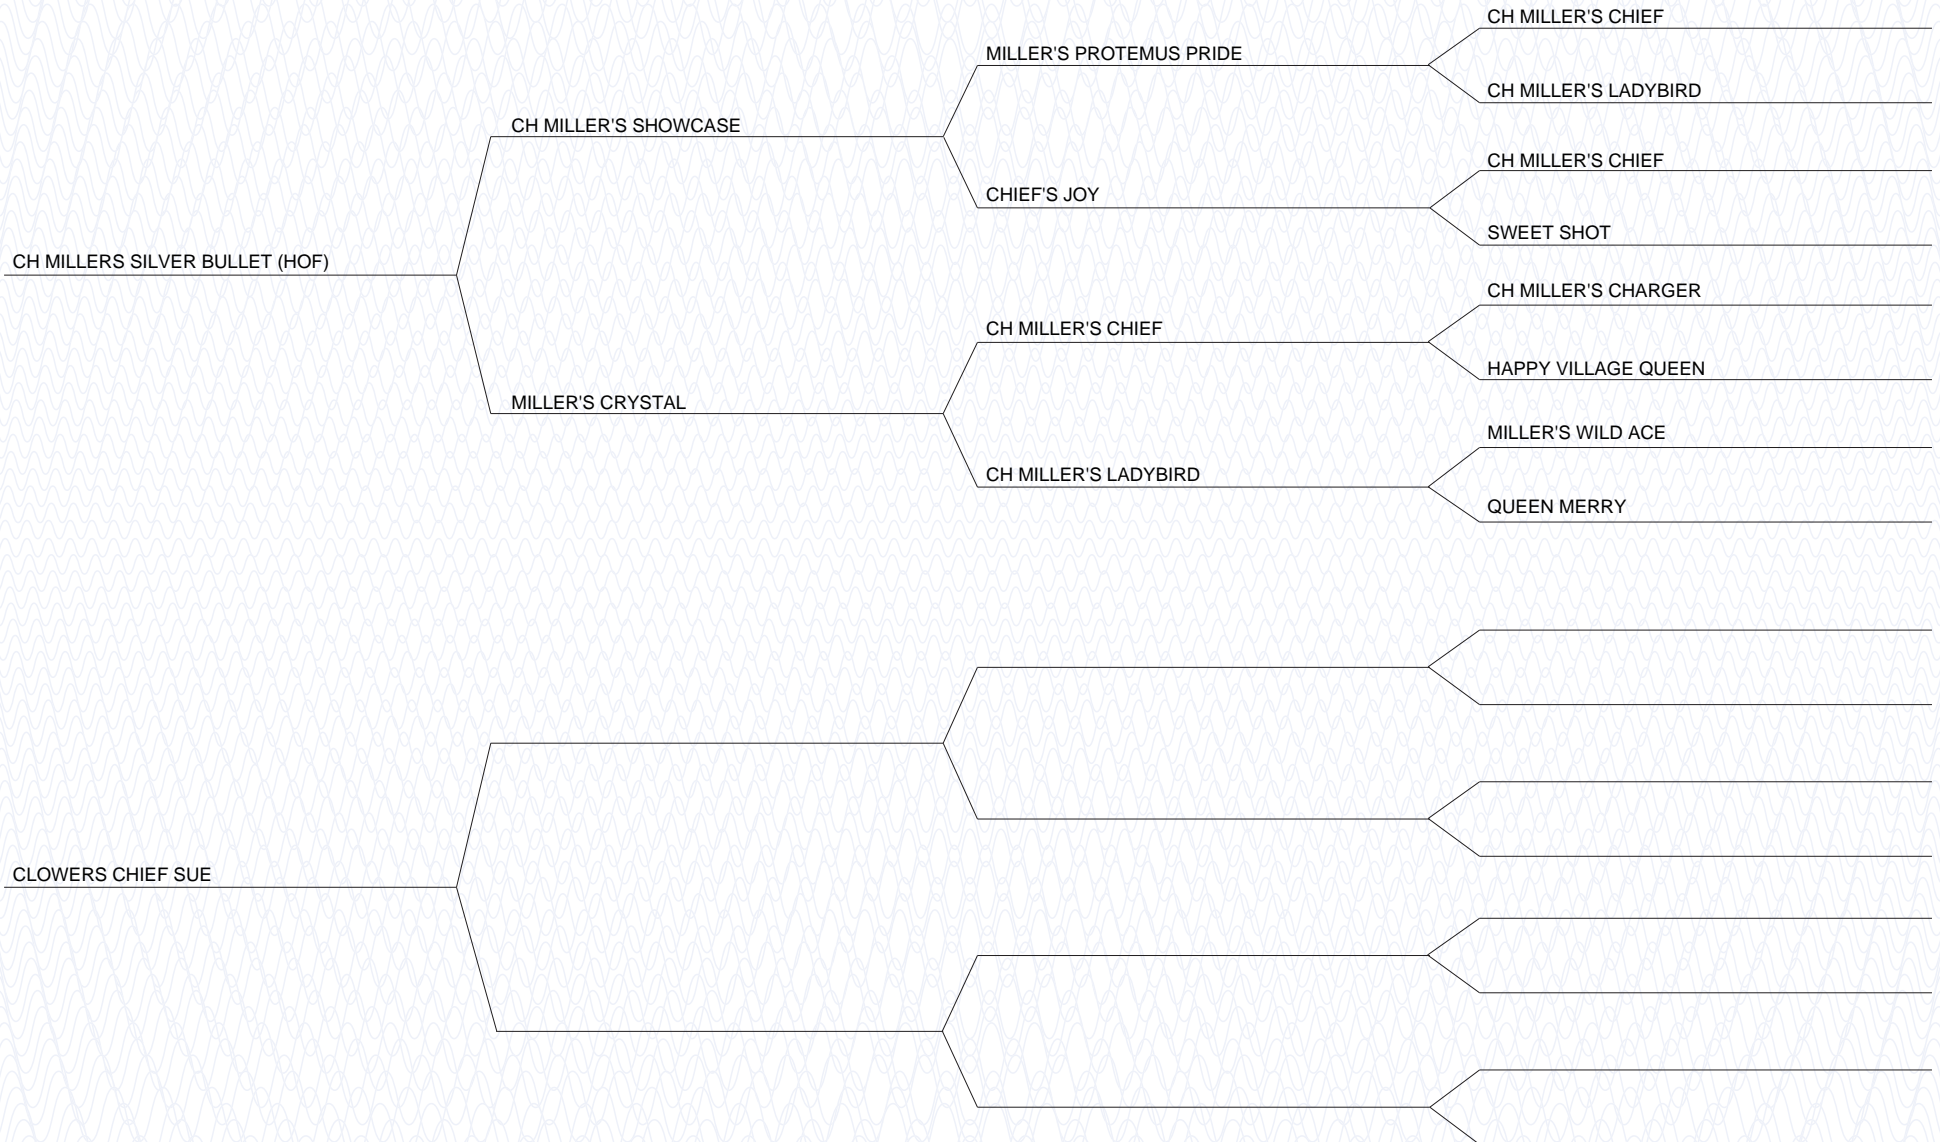 CH MILLER'S CHIEF
MILLER'S PROTEMUS PRIDE
CH MILLER'S LADYBIRD
CH MILLER'S SHOWCASE
CH MILLER'S CHIEF
CHIEF'S JOY
SWEET SHOT
CH MILLERS SILVER BULLET (HOF)
CH MILLER'S CHARGER
CH MILLER'S CHIEF
HAPPY VILLAGE QUEEN
MILLER'S CRYSTAL
MILLER'S WILD ACE
CH MILLER'S LADYBIRD
QUEEN MERRY
CLOWERS CHIEF SUE